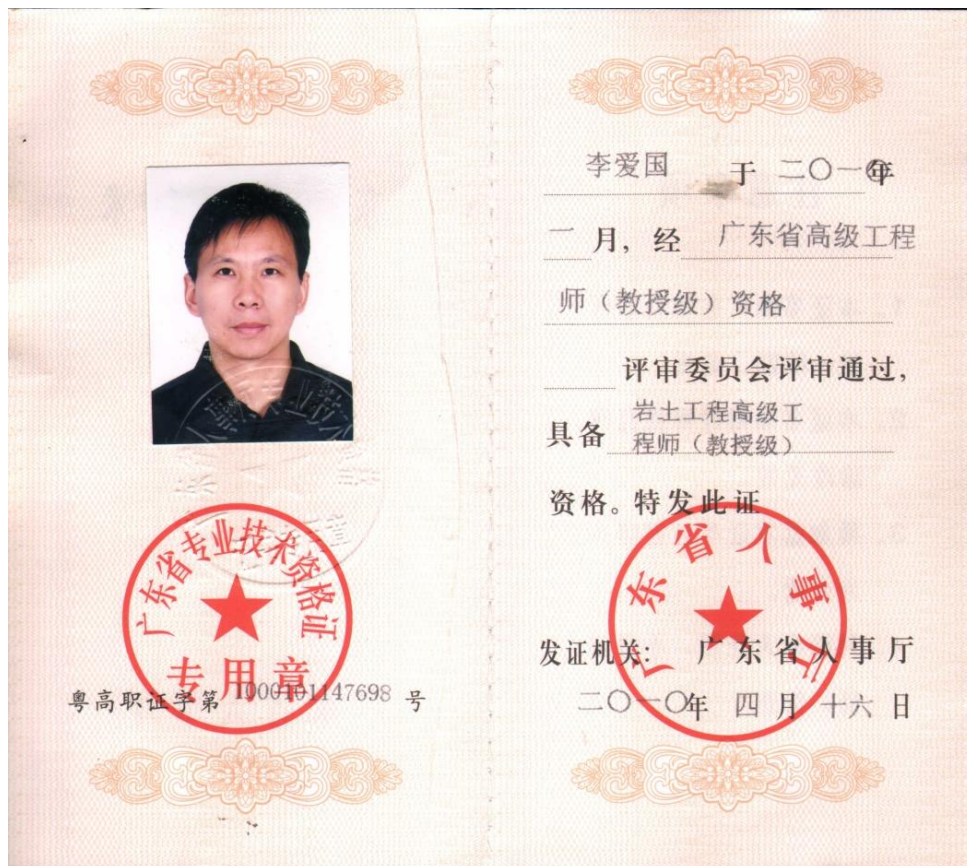 广东省专业技术资格证
专用章
粤高职证字第 1000101147698 号
李爱国 于 二〇一〇年
一月，经 广东省高级工程
师（教授级）资格
评审委员会评审通过，
具备 岩土工程高级工
程师（教授级）
资格。特发此证
广东省人事厅
发证机关：广东省人事厅
二〇一〇年 四月 十六日